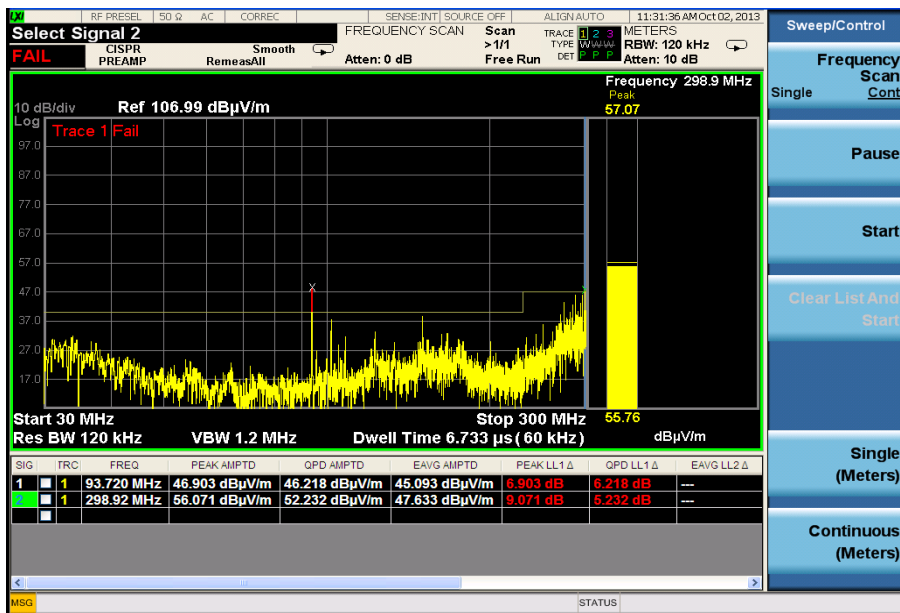 LXI RF PRESEL 50 Ω AC CORREC SENSE:INT SOURCE OFF ALIGN AUTO 11:31:36 AM Oct 02, 2013
Select Signal 2 FREQUENCY SCAN Scan TRACE 1 2 3 METERS
>1/1 TYPE W W W RBW: 120 kHz
FAIL CISPR Smooth Atten: 0 dB Free Run DET P P P Atten: 10 dB
PREAMP RemeasAll
Frequency 298.9 MHz
Peak
10 dB/div Ref 106.99 dBµV/m 57.07
Log
Trace 1 Fail
97.0
87.0
77.0
67.0
57.0
47.0
37.0
27.0
17.0
Start 30 MHz Stop 300 MHz 55.76
Res BW 120 kHz VBW 1.2 MHz Dwell Time 6.733 µs (60 kHz) dBµV/m
SIG TRC FREQ PEAK AMPTD QPD AMPTD EAVG AMPTD PEAK LL1 Δ QPD LL1 Δ EAVG LL2 Δ
1 1 93.720 MHz 46.903 dBµV/m 46.218 dBµV/m 45.093 dBµV/m 6.903 dB 6.218 dB ---
2 1 298.92 MHz 56.071 dBµV/m 52.232 dBµV/m 47.633 dBµV/m 9.071 dB 5.232 dB ---
MSG STATUS
Sweep/Control
Frequency
Scan
Single Cont
Pause
Start
Clear List And
Start
Single
(Meters)
Continuous
(Meters)